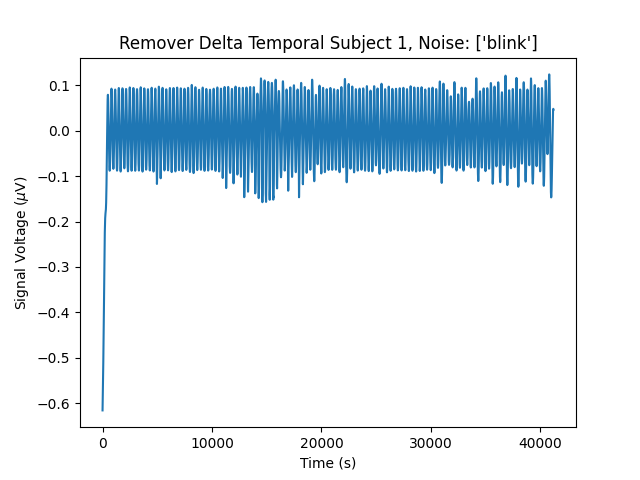 Remover Delta Temporal Subject 1, Noise: ['blink']
Signal Voltage (μV)
0.1
0.0
−0.1
−0.2
−0.3
−0.4
−0.5
−0.6
0 10000 20000 30000 40000
Time (s)